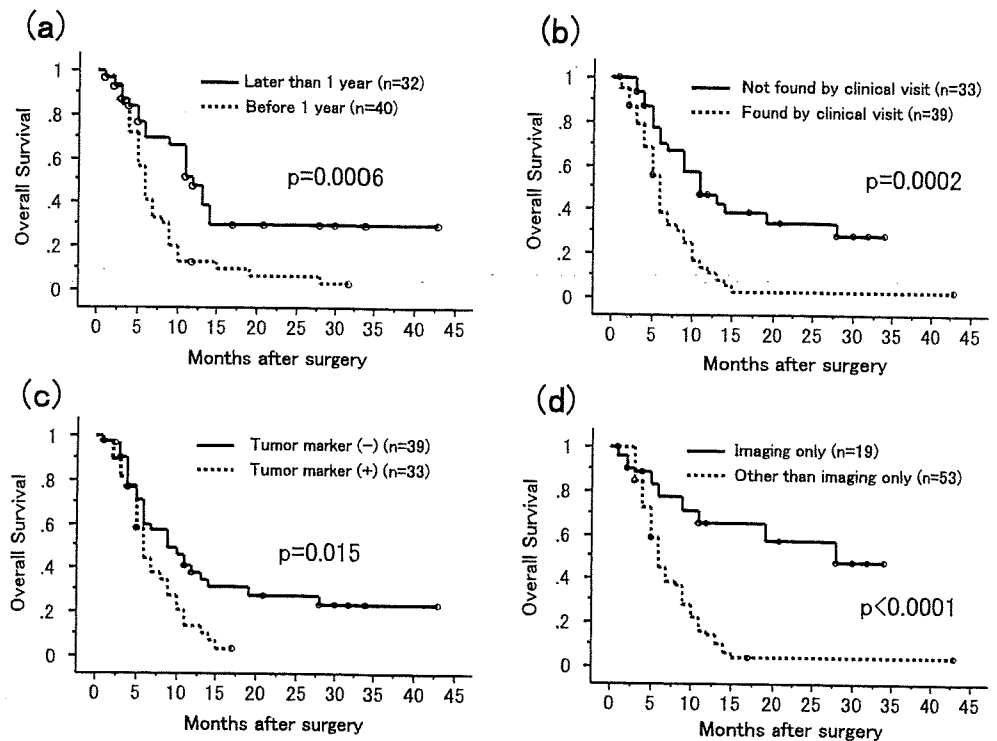 (a)
Later than 1 year (n=32)
Before 1 year (n=40)
p=0.0006
Overall Survival
1
.8
.6
.4
.2
0
0 5 10 15 20 25 30 35 40 45
Months after surgery
(b)
Not found by clinical visit (n=33)
Found by clinical visit (n=39)
p=0.0002
Overall Survival
1
.8
.6
.4
.2
0
0 5 10 15 20 25 30 35 40 45
Months after surgery
(c)
Tumor marker (−) (n=39)
Tumor marker (+) (n=33)
p=0.015
Overall Survival
1
.8
.6
.4
.2
0
0 5 10 15 20 25 30 35 40 45
Months after surgery
(d)
Imaging only (n=19)
Other than imaging only (n=53)
p<0.0001
Overall Survival
1
.8
.6
.4
.2
0
0 5 10 15 20 25 30 35 40 45
Months after surgery